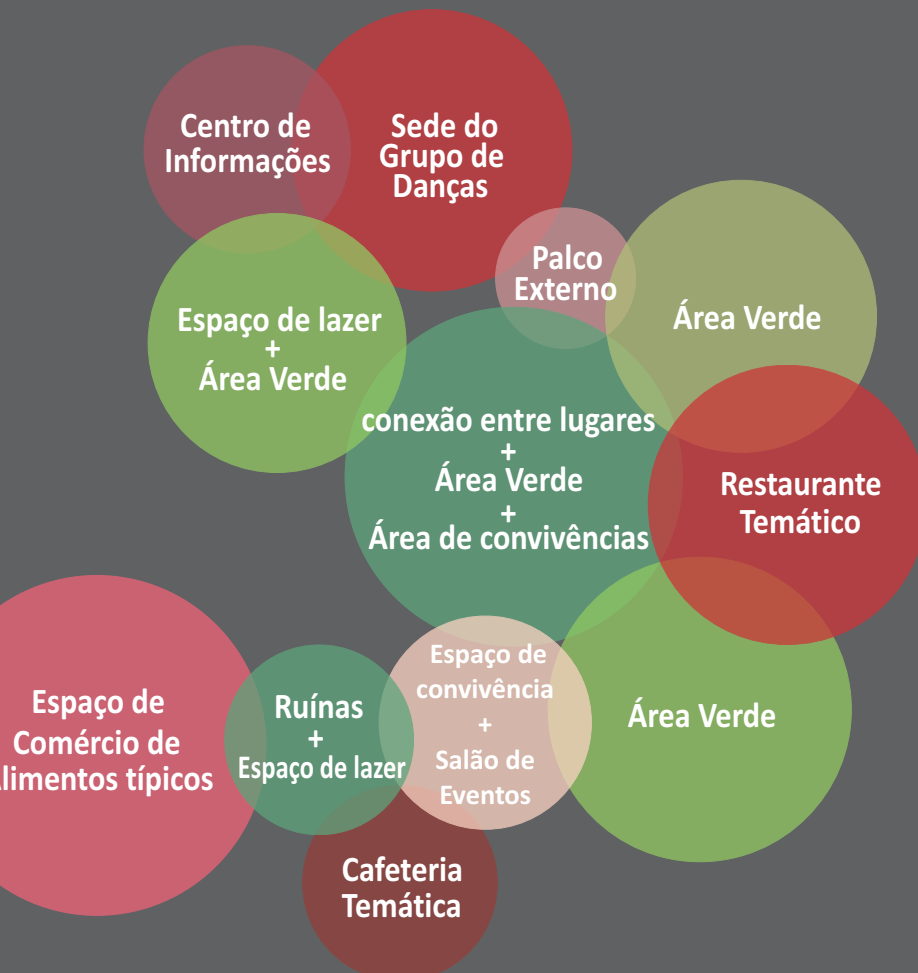 Centro de
Informações
Sede do
Grupo de
Danças
Palco
Externo
Área Verde
Espaço de lazer
+
Área Verde
conexão entre lugares
+
Área Verde
+
Área de convivências
Restaurante
Temático
Espaço de
Comércio de
Alimentos típicos
Ruínas
+
Espaço de lazer
Espaço de
convivência
+
Salão de
Eventos
Área Verde
Cafeteria
Temática